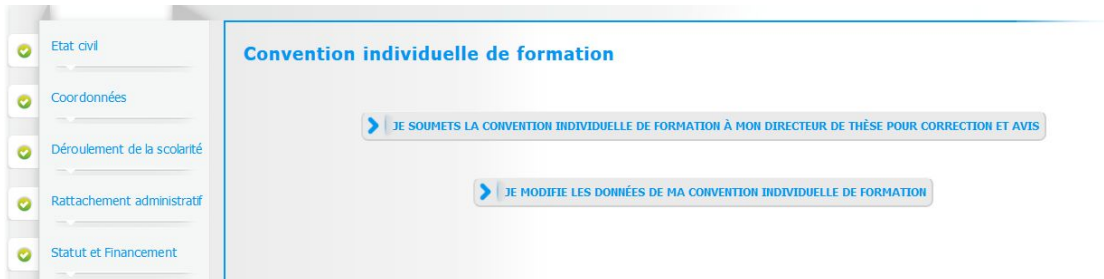 Etat civil
Coordonnées
Déroulement de la scolarité
Rattachement administratif
Statut et Financement
Convention individuelle de formation
JE SOUMETS LA CONVENTION INDIVIDUELLE DE FORMATION À MON DIRECTEUR DE THÈSE POUR CORRECTION ET AVIS
JE MODIFIE LES DONNÉES DE MA CONVENTION INDIVIDUELLE DE FORMATION